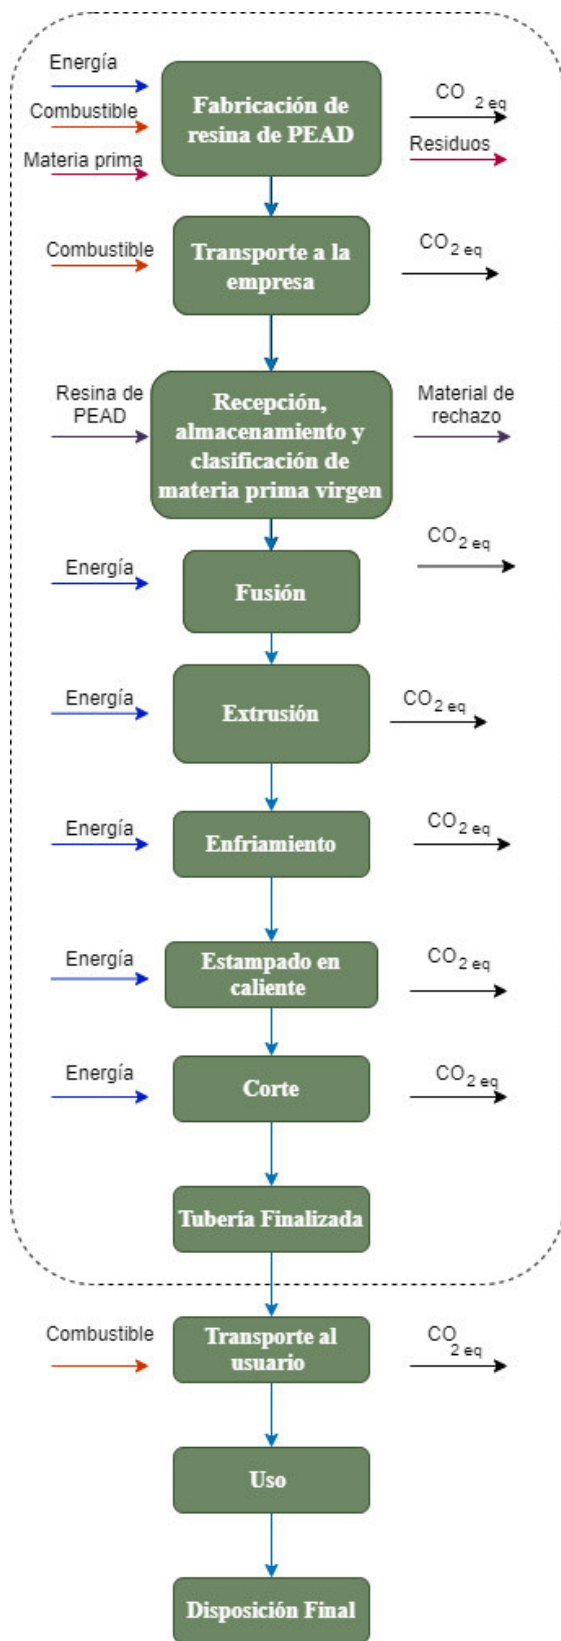 Energía
Combustible
Materia prima
Fabricación de
resina de PEAD
CO 2 eq
Residuos
Combustible
Transporte a la
empresa
CO2 eq
Resina de
PEAD
Recepción,
almacenamiento y
clasificación de
materia prima virgen
Material de
rechazo
Energía
Fusión
CO2 eq
Energía
Extrusión
CO2 eq
Energía
Enfriamiento
CO2 eq
Energía
Estampado en
caliente
CO2 eq
Energía
Corte
CO2 eq
Tubería Finalizada
Combustible
Transporte al
usuario
CO 2 eq
Uso
Disposición Final